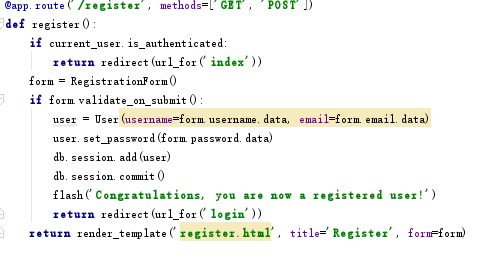 @app.route('/register', methods=['GET', 'POST'])
def register():
    if current_user.is_authenticated:
        return redirect(url_for('index'))
    form = RegistrationForm()
    if form.validate_on_submit():
        user = User(username=form.username.data, email=form.email.data)
        user.set_password(form.password.data)
        db.session.add(user)
        db.session.commit()
        flash('Congratulations, you are now a registered user!')
        return redirect(url_for('login'))
    return render_template('register.html', title='Register', form=form)